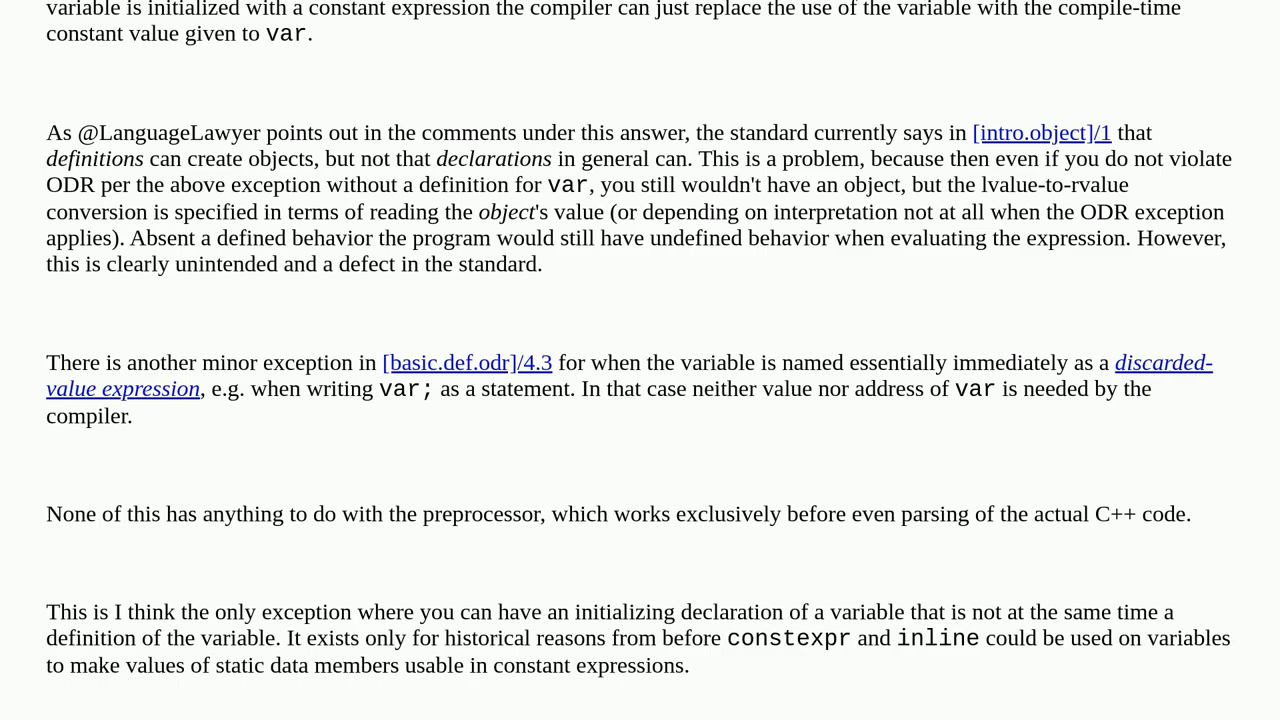 variable is initialized with a constant expression the compiler can just replace the use of the variable with the compile-time
constant value given to var.
As @LanguageLawyer points out in the comments under this answer, the standard currently says in [intro.object]/1 that
definitions can create objects, but not that declarations in general can. This is a problem, because then even if you do not violate
ODR per the above exception without a definition for var, you still wouldn't have an object, but the lvalue-to-rvalue
conversion is specified in terms of reading the object's value (or depending on interpretation not at all when the ODR exception
applies). Absent a defined behavior the program would still have undefined behavior when evaluating the expression. However,
this is clearly unintended and a defect in the standard.
There is another minor exception in [basic.def.odr]/4.3 for when the variable is named essentially immediately as a discarded-
value expression, e.g. when writing var; as a statement. In that case neither value nor address of var is needed by the
compiler.
None of this has anything to do with the preprocessor, which works exclusively before even parsing of the actual C++ code.
This is I think the only exception where you can have an initializing declaration of a variable that is not at the same time a
definition of the variable. It exists only for historical reasons from before constexpr and inline could be used on variables
to make values of static data members usable in constant expressions.